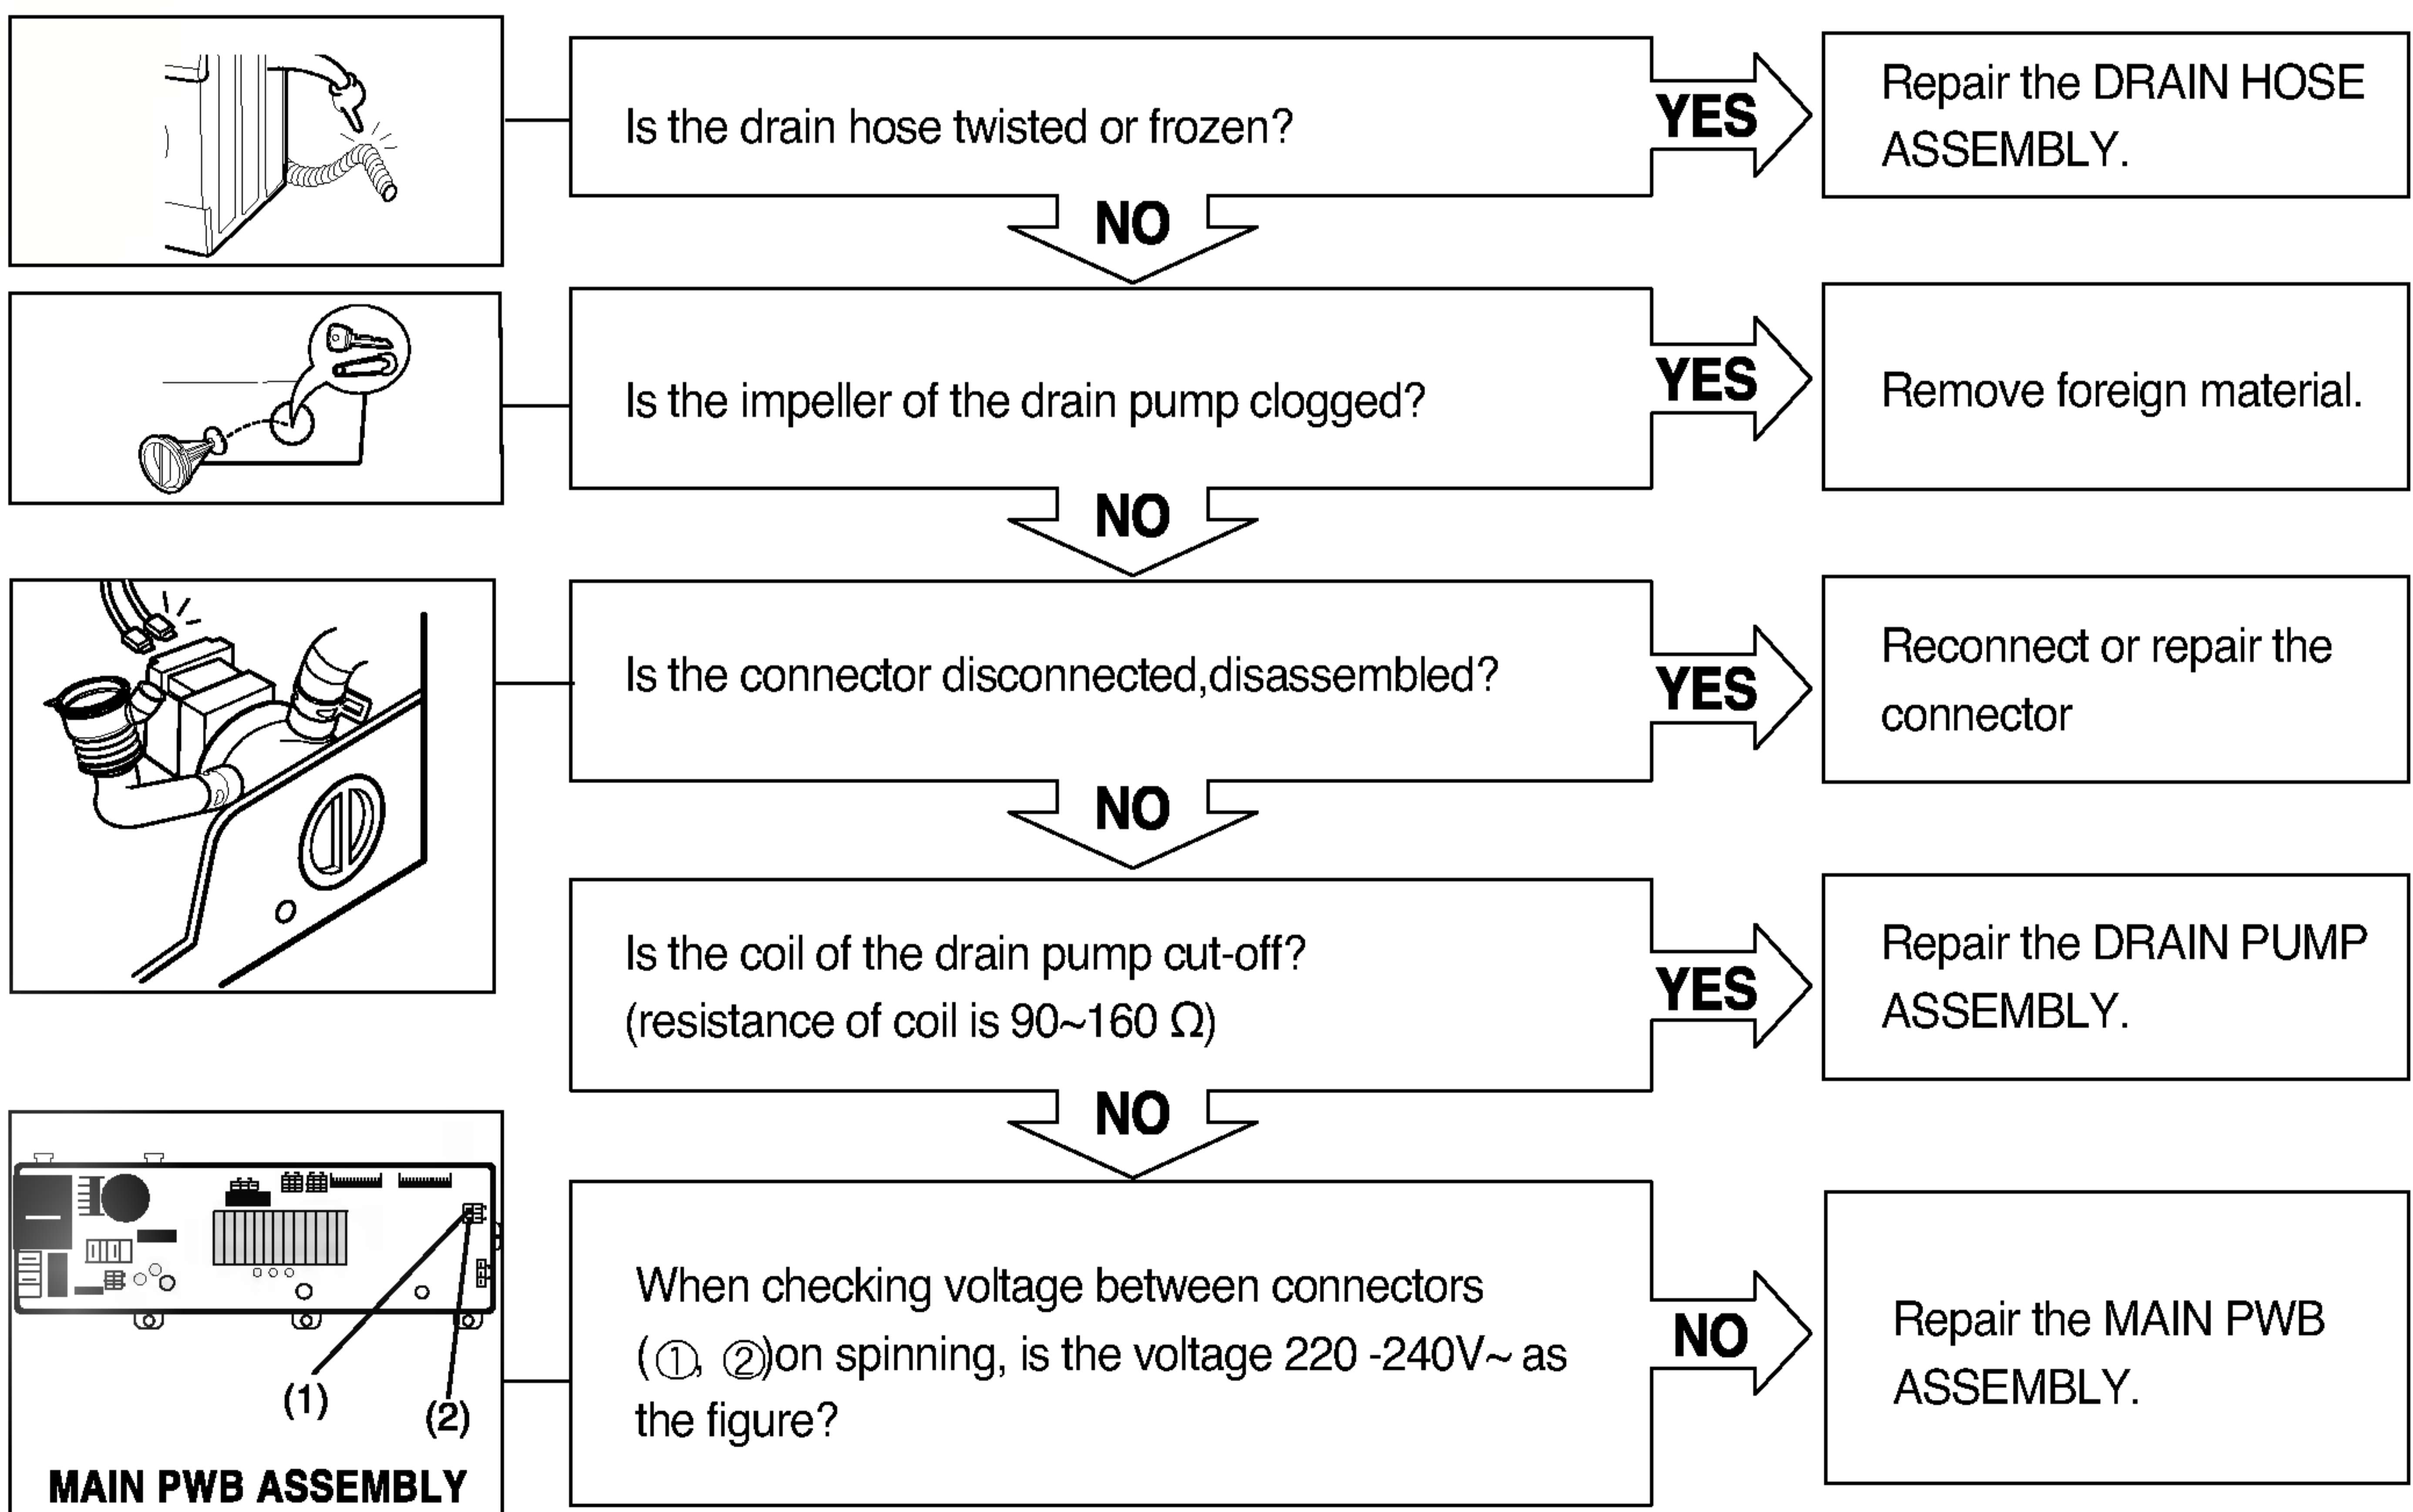 Is the drain hose twisted or frozen?
YES
Repair the DRAIN HOSE
ASSEMBLY.
NO
Is the impeller of the drain pump clogged?
YES
Remove foreign material.
NO
Is the connector disconnected,disassembled?
YES
Reconnect or repair the
connector
NO
Is the coil of the drain pump cut-off?
(resistance of coil is 90~160 Ω)
YES
Repair the DRAIN PUMP
ASSEMBLY.
NO
When checking voltage between connectors
(①, ②)on spinning, is the voltage 220 -240V~ as
the figure?
NO
Repair the MAIN PWB
ASSEMBLY.
(1)
(2)
MAIN PWB ASSEMBLY